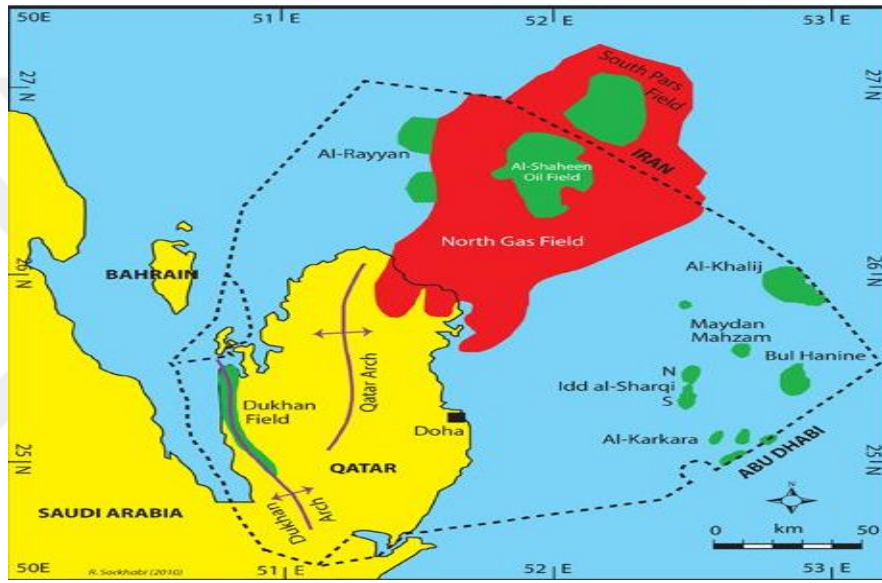 50E
51 E
52 E
53 E
27 N
South Pars
Field
27 N
Al-Rayyan
IRAN
Al-Shaheen
Oil Field
North Gas Field
BAHRAIN
26 N
Al-Khalij
26 N
Maydan
Mahzam
Bul Hanine
N
Idd al-Sharqi
S
Qatar Arch
Dukhan
Field
Doha
Al-Karkara
25 N
QATAR
ABU DHABI
25 N
SAUDI ARABIA
Dukhan
Arch
N
0 50
km
50E
R. Sockhabi (2010)
51 E
52 E
53 E